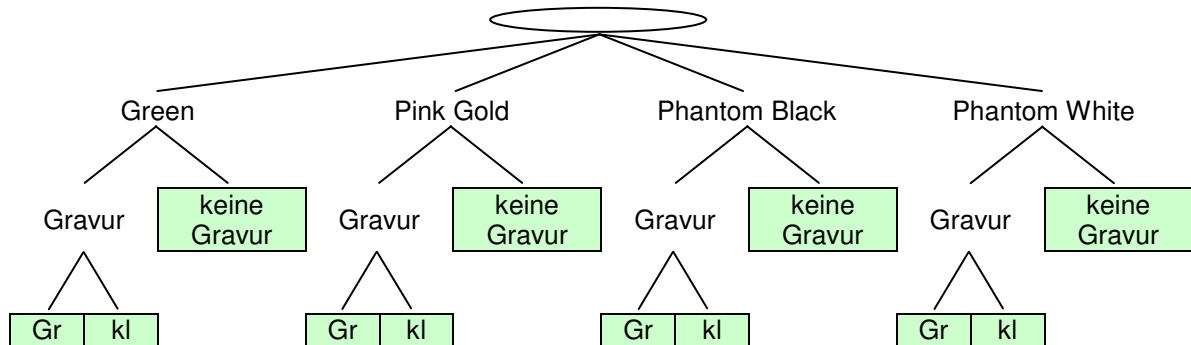 Green Pink Gold Phantom Black Phantom White
Gravur keine Gravur Gravur keine Gravur Gravur keine Gravur Gravur keine Gravur
Gr kl Gr kl Gr kl Gr kl